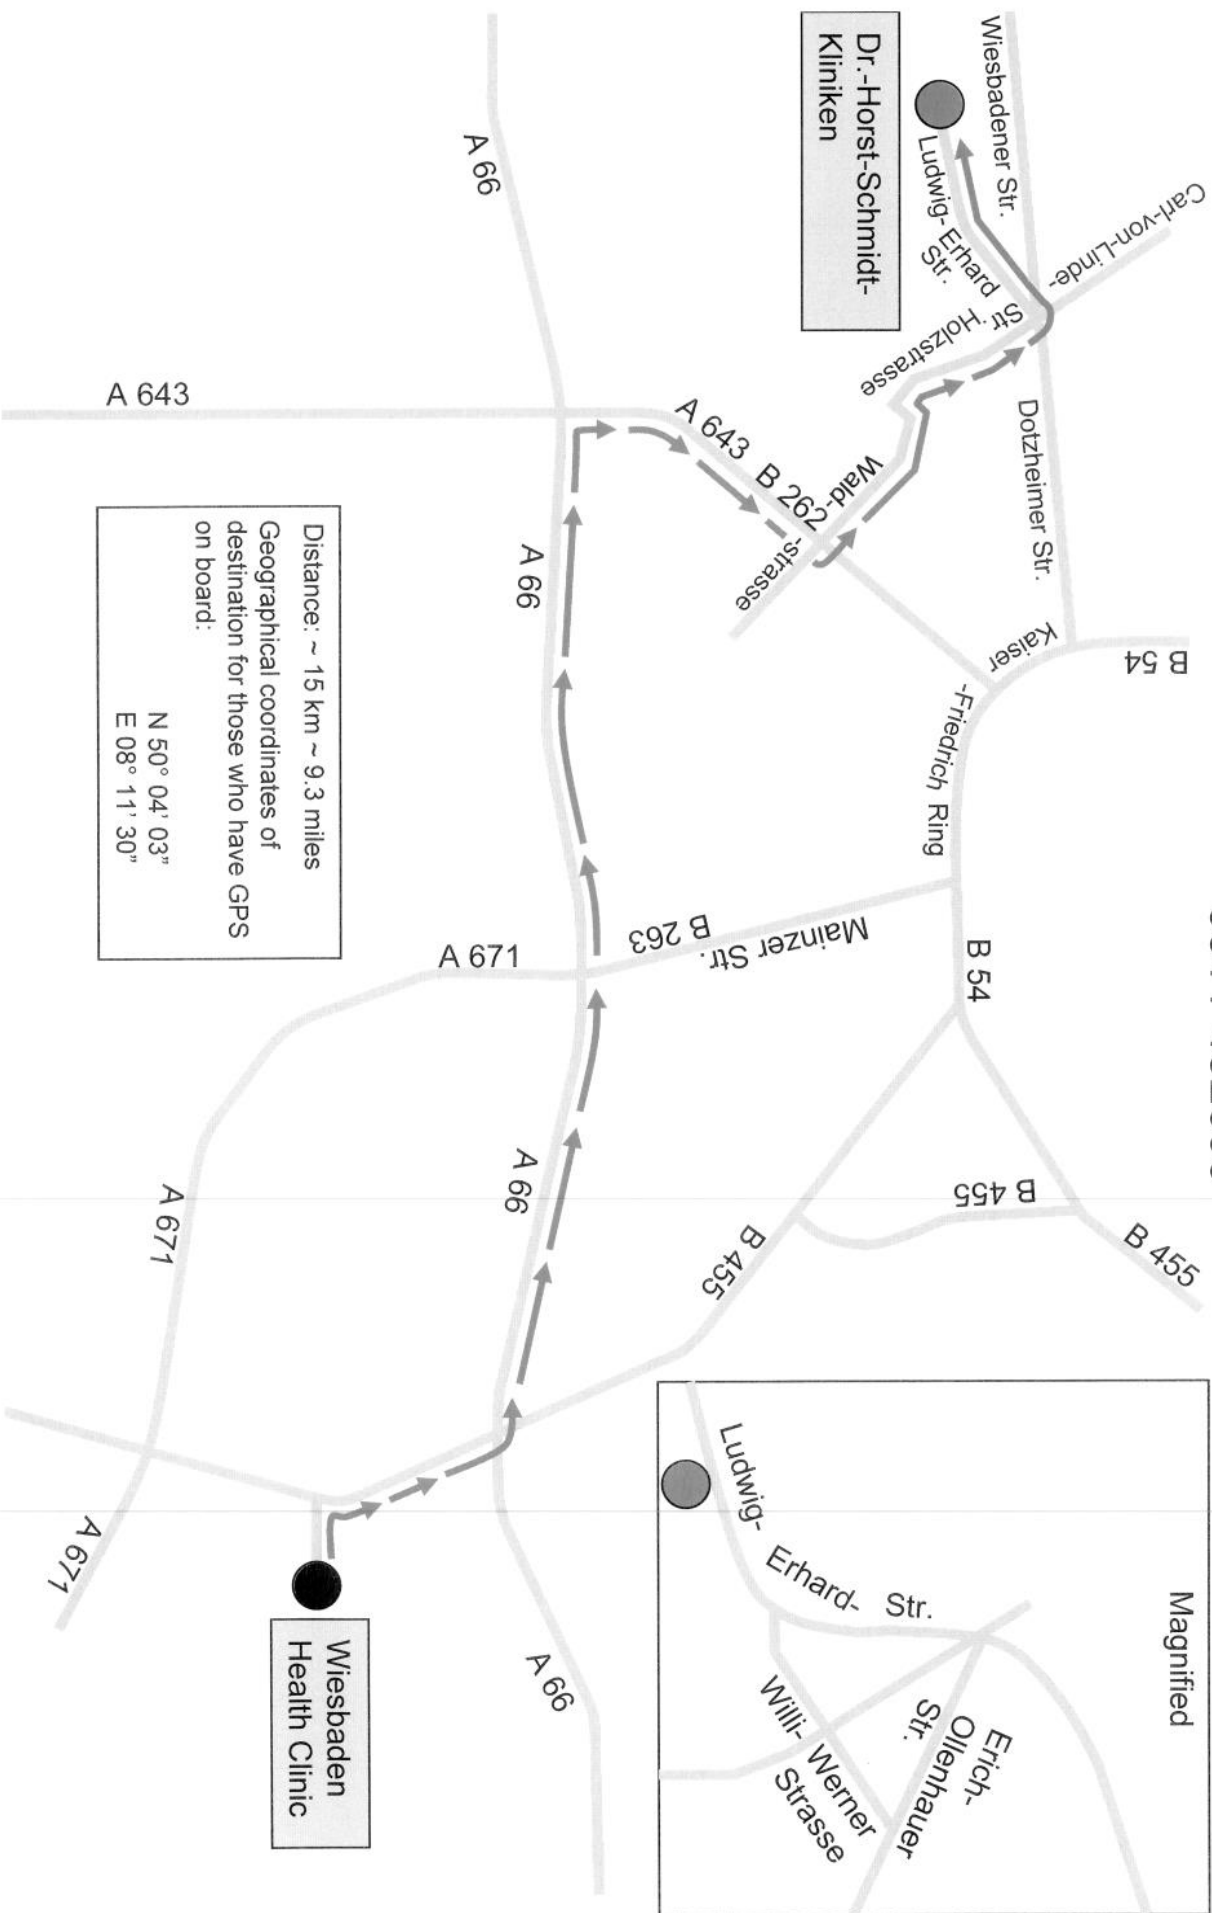 Wiesbadener Str.
Carl-von-Linde-
Str.
Ludwig- Erhard
Str.
Holzstrasse
Dotzheimer Str.
Dr.-Horst-Schmidt-
Kliniken
Wald-
-strasse
A 643
B 262
Kaiser
-Friedrich Ring
B 54
B 54
Mainzer Str.
B 263
B 455
B 455
B 455
A 66
A 66
A 66
A 66
A 643
A 671
A 671
A 671
Distance: ~ 15 km ~ 9.3 miles
Geographical coordinates of
destination for those who have GPS
on board:
N 50° 04' 03"
E 08° 11' 30"
Wiesbaden
Health Clinic
Magnified
Ludwig-
Erhard- Str.
Erich-
Ollenhauer
Str.
Willi- Werner
Strasse